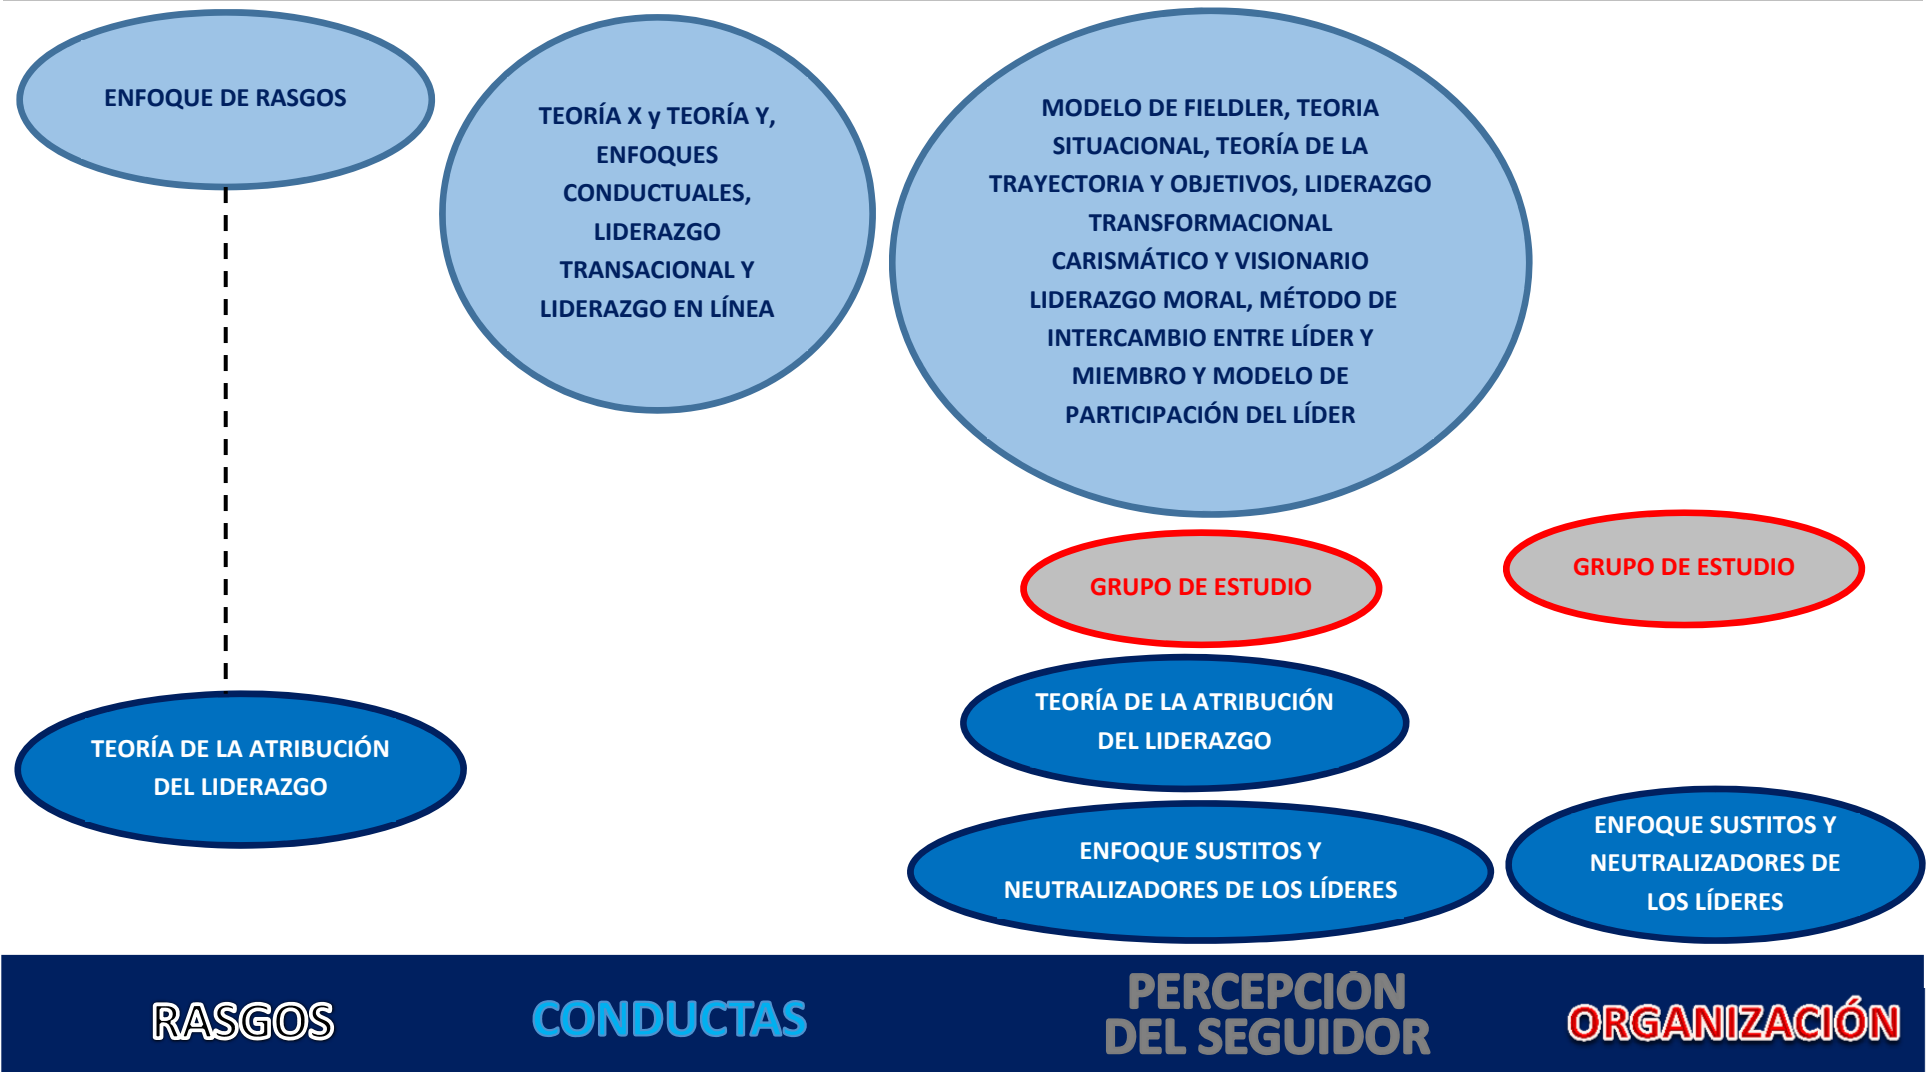 ENFOQUE DE RASGOS
TEORÍA X y TEORÍA Y,
ENFOQUES
CONDUCTUALES,
LIDERAZGO
TRANSACIONAL Y
LIDERAZGO EN LÍNEA
MODELO DE FIELDLER, TEORIA
SITUACIONAL, TEORÍA DE LA
TRAYECTORIA Y OBJETIVOS, LIDERAZGO
TRANSFORMACIONAL
CARISMÁTICO Y VISIONARIO
LIDERAZGO MORAL, MÉTODO DE
INTERCAMBIO ENTRE LÍDER Y
MIEMBRO Y MODELO DE
PARTICIPACIÓN DEL LÍDER
GRUPO DE ESTUDIO
GRUPO DE ESTUDIO
TEORÍA DE LA ATRIBUCIÓN
DEL LIDERAZGO
TEORÍA DE LA ATRIBUCIÓN
DEL LIDERAZGO
ENFOQUE SUSTITOS Y
NEUTRALIZADORES DE LOS LÍDERES
ENFOQUE SUSTITOS Y
NEUTRALIZADORES DE
LOS LÍDERES
RASGOS
CONDUCTAS
PERCEPCIÓN
DEL SEGUIDOR
ORGANIZACIÓN